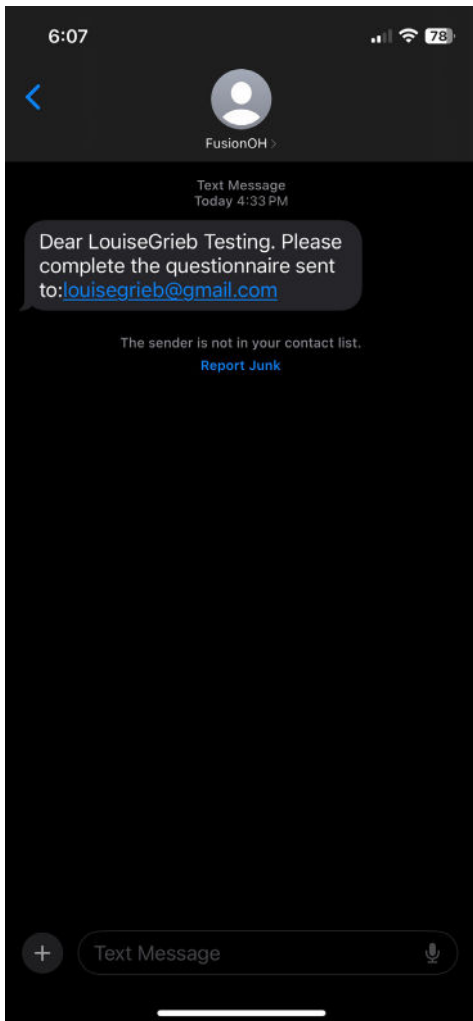 6:07
78
FusionOH >
Text Message
Today 4:33 PM
Dear LouiseGrieb Testing. Please
complete the questionnaire sent
to:louisegrieb@gmail.com
The sender is not in your contact list.
Report Junk
+
Text Message